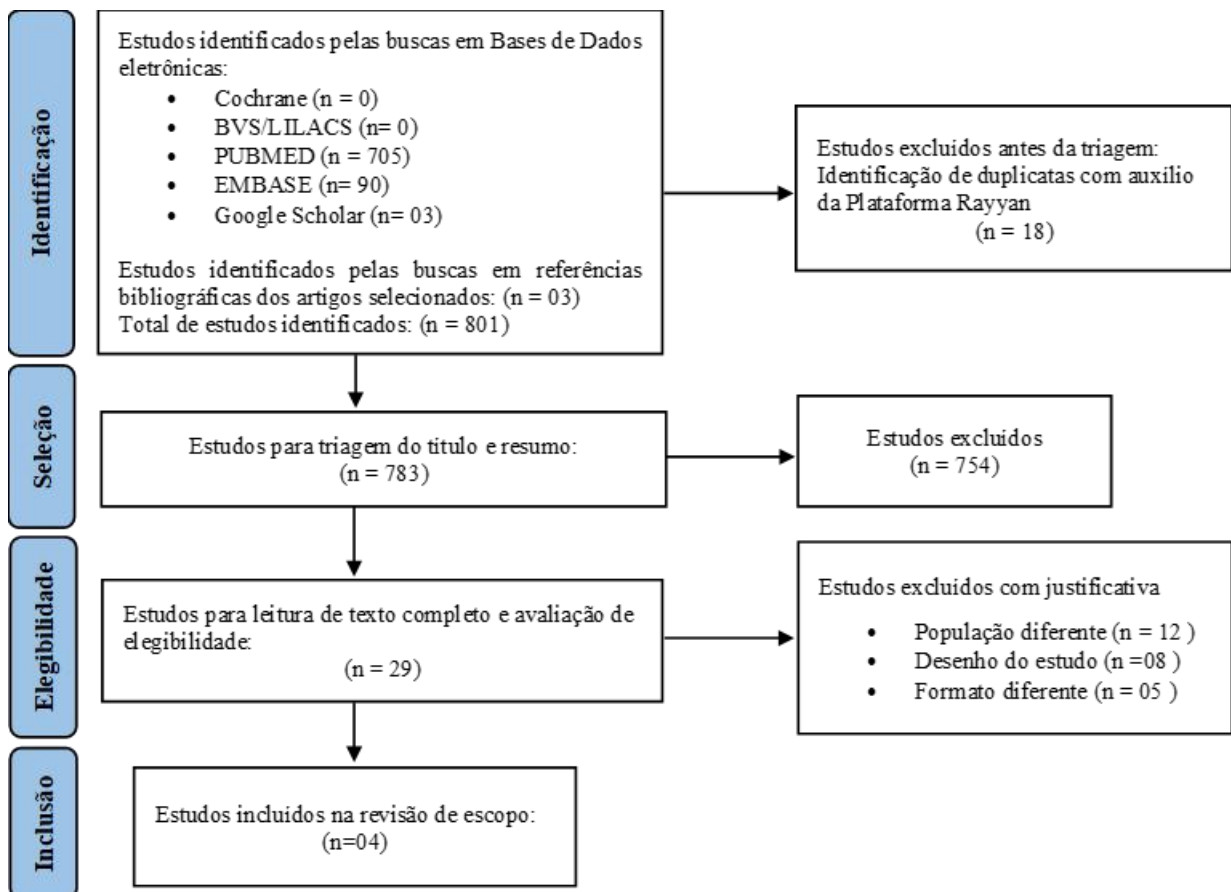 Identificação
Estudos identificados pelas buscas em Bases de Dados
eletrônicas:
• Cochrane (n = 0)
• BVS/LILACS (n= 0)
• PUBMED (n = 705)
• EMBASE (n= 90)
• Google Scholar (n= 03)
Estudos identificados pelas buscas em referências
bibliográficas dos artigos selecionados: (n = 03)
Total de estudos identificados: (n = 801)
Estudos excluídos antes da triagem:
Identificação de duplicatas com auxílio
da Plataforma Rayyan
(n = 18)
Seleção
Estudos para triagem do título e resumo:
(n = 783)
Estudos excluídos
(n = 754)
Elegibilidade
Estudos para leitura de texto completo e avaliação de
elegibilidade:
(n = 29)
Estudos excluídos com justificativa
• População diferente (n = 12 )
• Desenho do estudo (n =08 )
• Formato diferente (n = 05 )
Inclusão
Estudos incluídos na revisão de escopo:
(n=04)